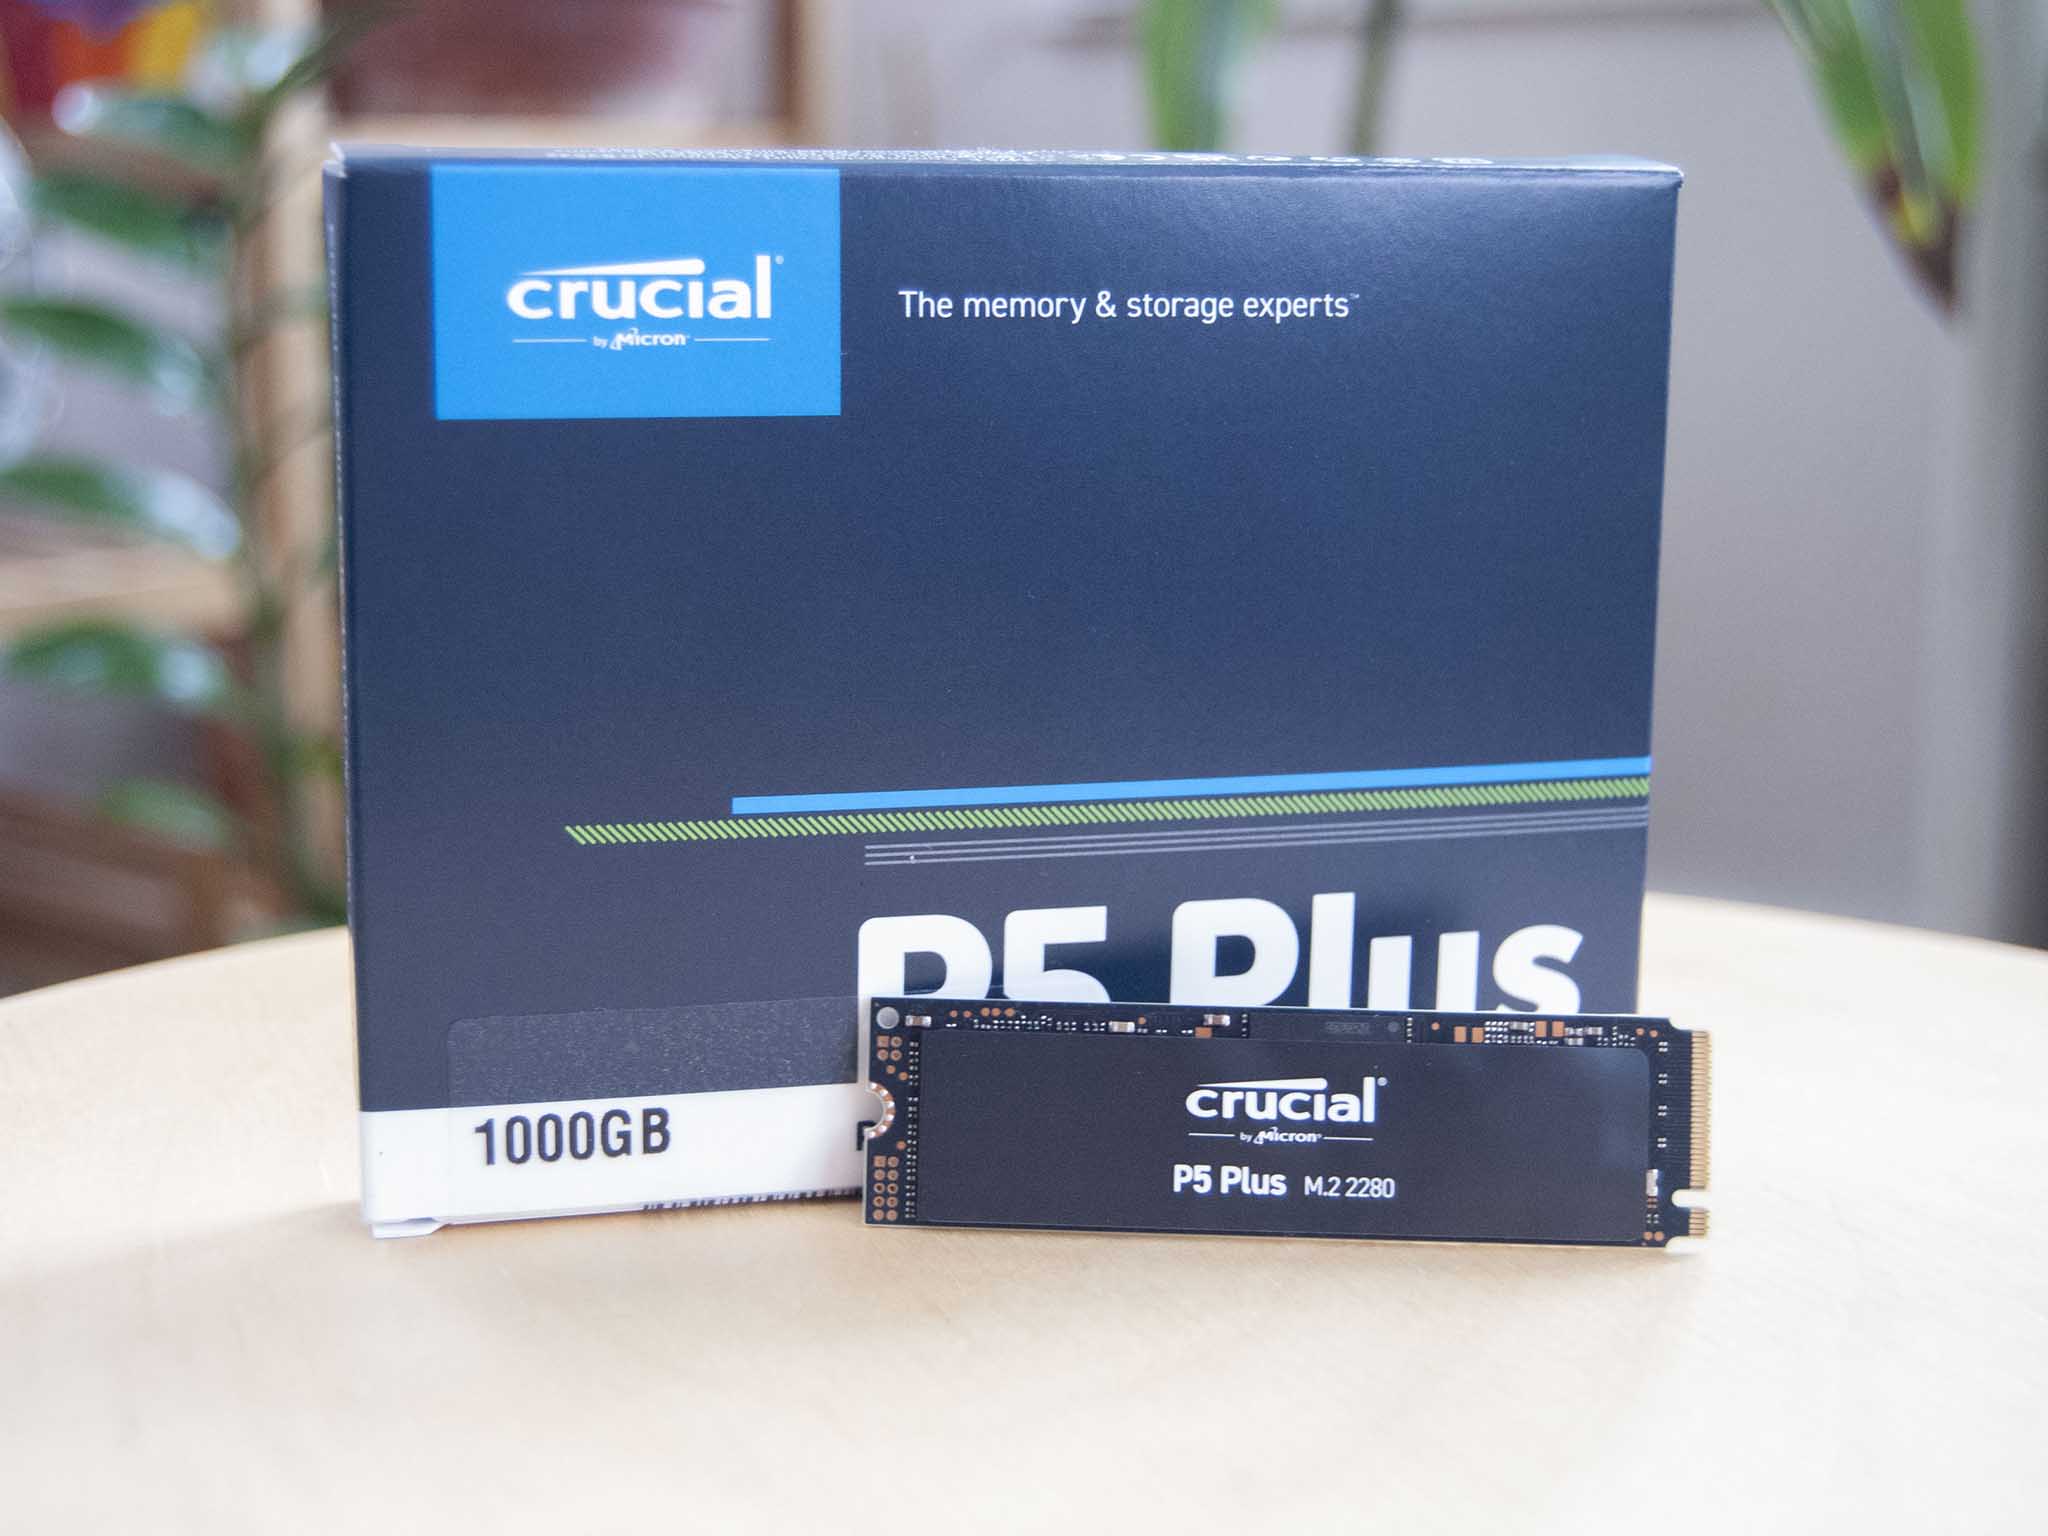 crucial
by Micron
The memory & storage experts™
P5 Plus
1000GB
crucial
by Micron
P5 Plus M.2 2280